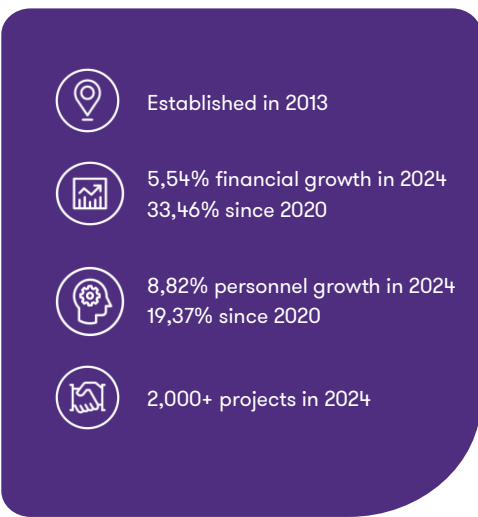 Established in 2013
5,54% financial growth in 2024
33,46% since 2020
8,82% personnel growth in 2024
19,37% since 2020
2,000+ projects in 2024